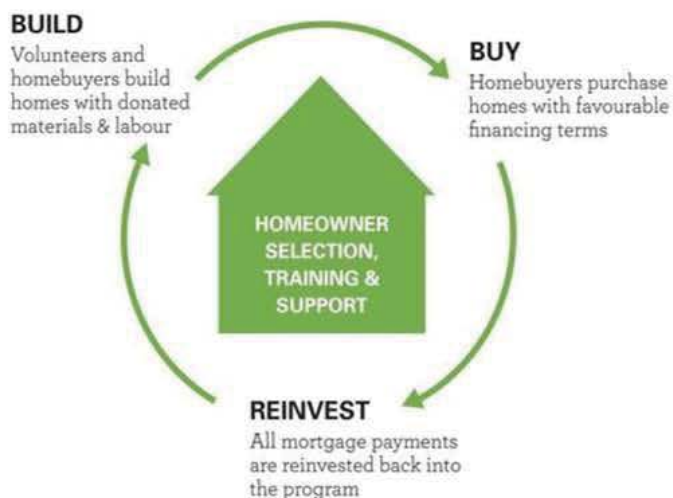 BUILD
Volunteers and
homebuyers build
homes with donated
materials & labour
BUY
Homebuyers purchase
homes with favourable
financing terms
HOMEOWNER
SELECTION,
TRAINING &
SUPPORT
REINVEST
All mortgage payments
are reinvested back into
the program